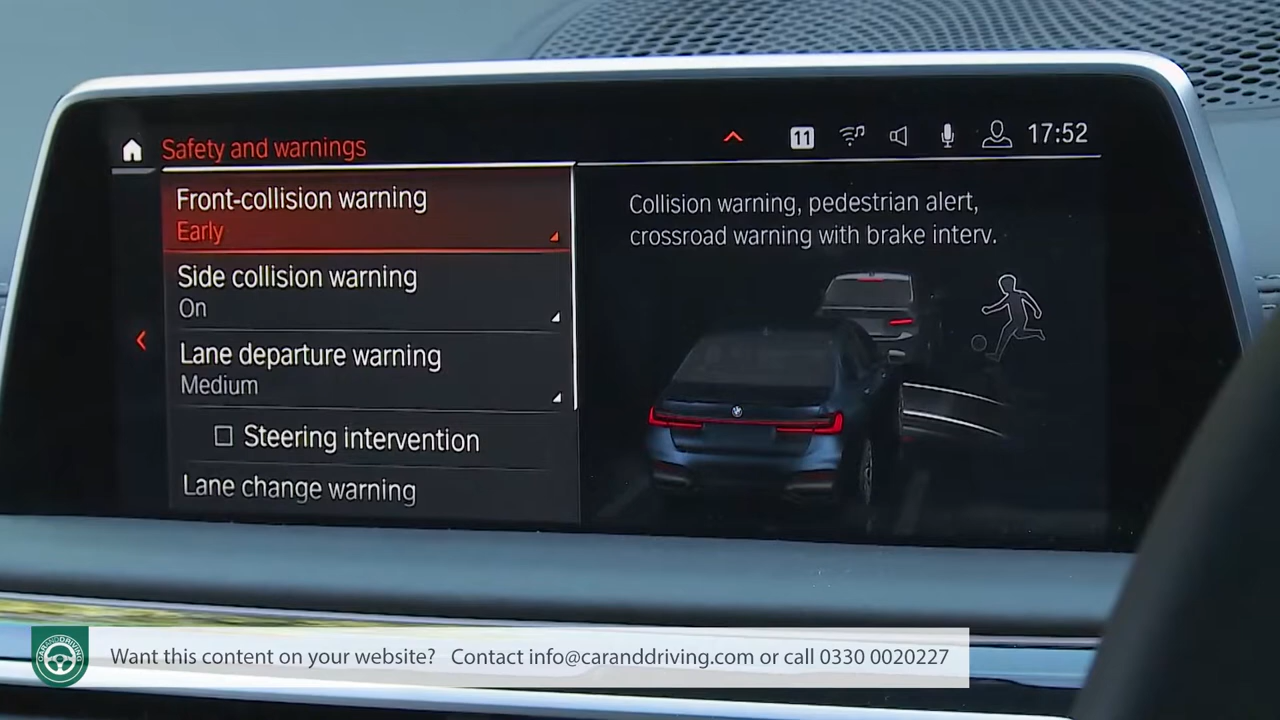 Safety and warnings
11
17:52
Front-collision warning
Early
Side collision warning
On
Lane departure warning
Medium
Steering intervention
Lane change warning
Collision warning, pedestrian alert,
crossroad warning with brake interv.
CARANDDRIVING
Want this content on your website? Contact info@caranddriving.com or call 0330 0020227